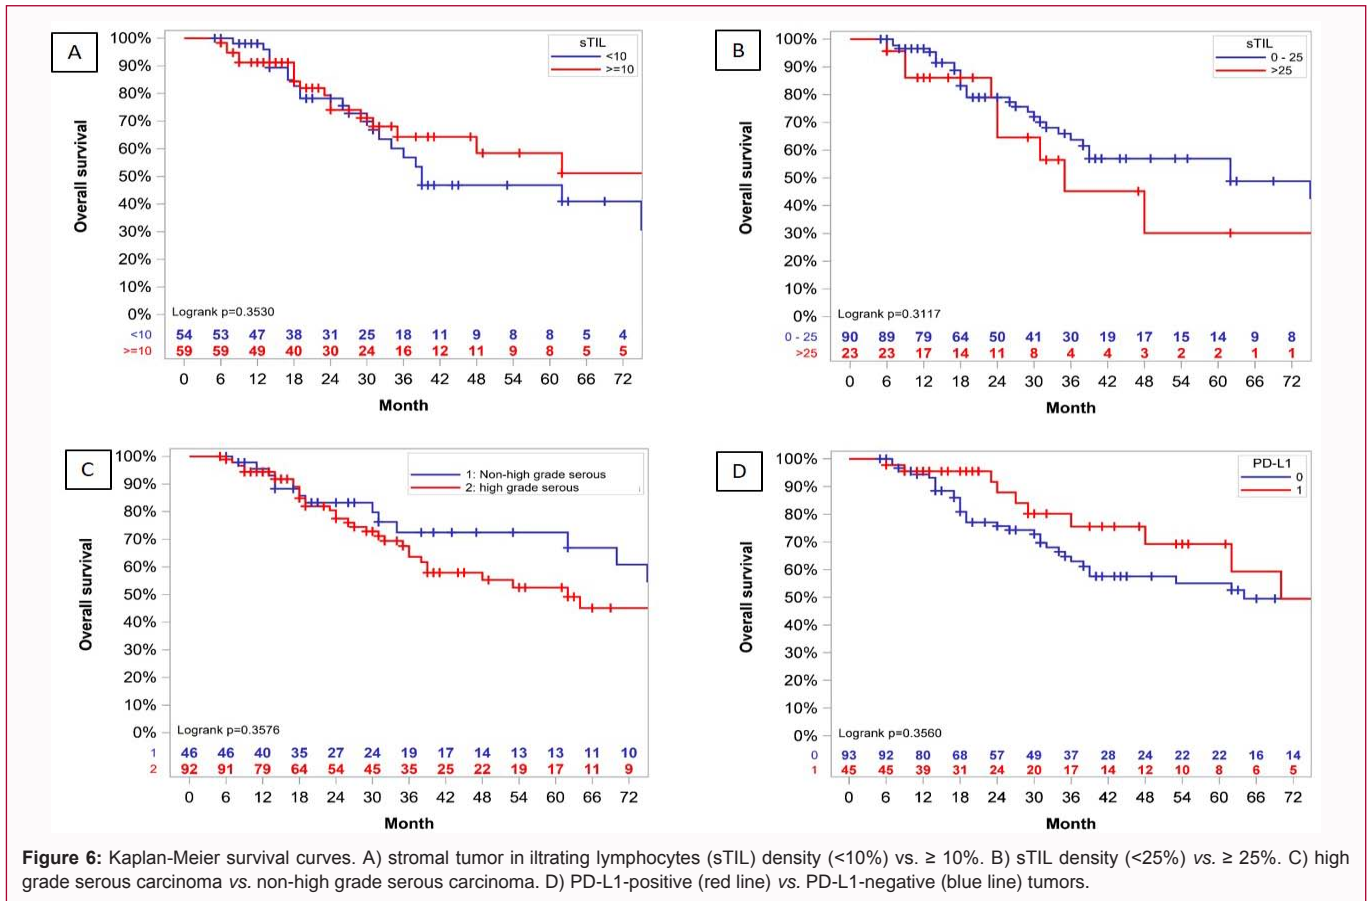 A
sTIL
<10
>=10
100%
90%
80%
70%
60%
50%
40%
30%
20%
10%
0%
Overall survival
Logrank p=0.3530
<10 54 53 47 38 31 25 18 11 9 8 8 5 4
>=10 59 59 49 40 30 24 16 12 11 9 8 5 5
0 6 12 18 24 30 36 42 48 54 60 66 72
Month
B
sTIL
0 - 25
>25
100%
90%
80%
70%
60%
50%
40%
30%
20%
10%
0%
Overall survival
Logrank p=0.3117
0 - 25 90 89 79 64 50 41 30 19 17 15 14 9 8
>25 23 23 17 14 11 8 4 4 3 2 2 1 1
0 6 12 18 24 30 36 42 48 54 60 66 72
Month
C
1: Non-high grade serous
2: high grade serous
100%
90%
80%
70%
60%
50%
40%
30%
20%
10%
0%
Overall survival
Logrank p=0.3576
1 46 46 40 35 27 24 19 17 14 13 13 11 10
2 92 91 79 64 54 45 35 25 22 19 17 11 9
0 6 12 18 24 30 36 42 48 54 60 66 72
Month
D
PD-L1
0
1
100%
90%
80%
70%
60%
50%
40%
30%
20%
10%
0%
Overall survival
Logrank p=0.3560
0 93 92 80 68 57 49 37 28 24 22 22 16 14
1 45 45 39 31 24 20 17 14 12 10 8 6 5
0 6 12 18 24 30 36 42 48 54 60 66 72
Month
Figure 6: Kaplan-Meier survival curves. A) stromal tumor in iltrating lymphocytes (sTIL) density (<10%) vs. ≥ 10%. B) sTIL density (<25%) vs. ≥ 25%. C) high
grade serous carcinoma vs. non-high grade serous carcinoma. D) PD-L1-positive (red line) vs. PD-L1-negative (blue line) tumors.